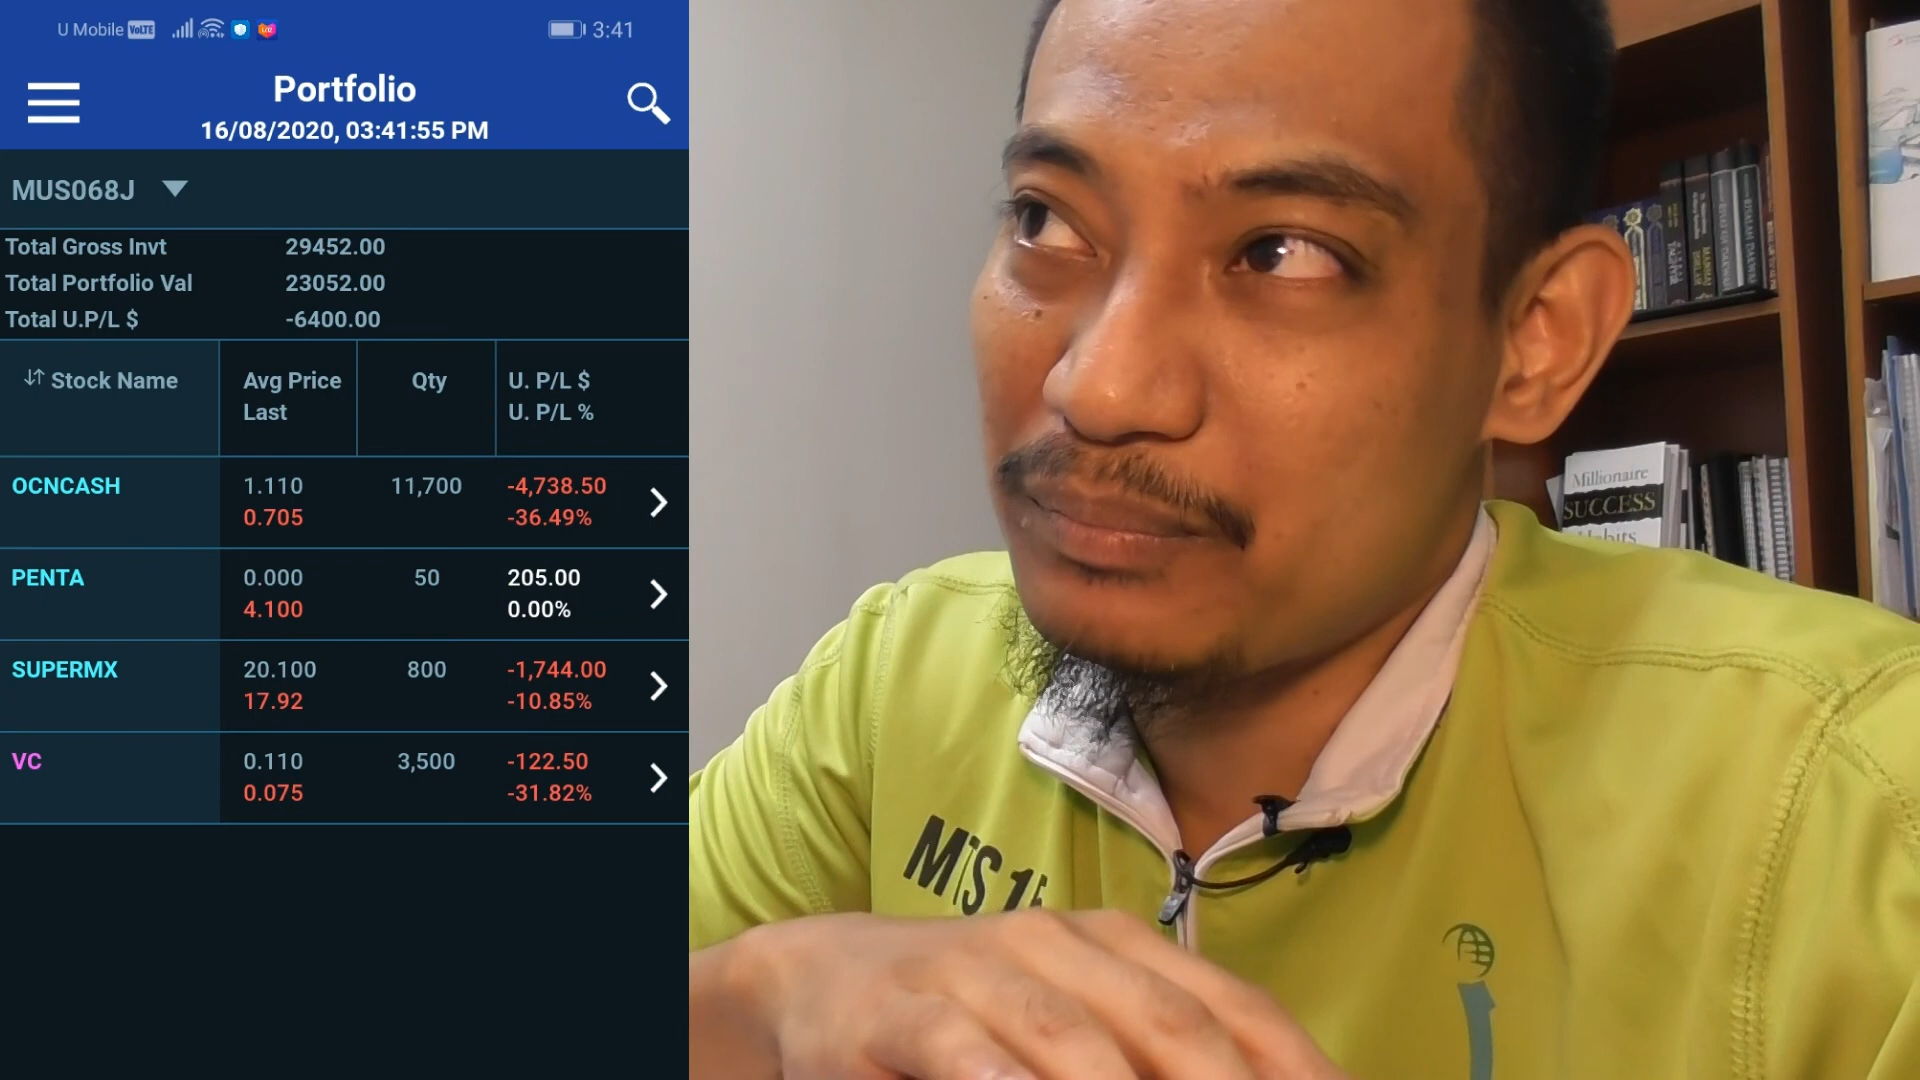 U Mobile VoLTE 3:41
Portfolio
16/08/2020, 03:41:55 PM
MUS068J
Total Gross Invt 29452.00
Total Portfolio Val 23052.00
Total U.P/L $ -6400.00
Stock Name Avg Price Qty U. P/L $
Last U. P/L %
OCNCASH 1.110 11,700 -4,738.50
0.705 -36.49%
PENTA 0.000 50 205.00
4.100 0.00%
SUPERMX 20.100 800 -1,744.00
17.92 -10.85%
VC 0.110 3,500 -122.50
0.075 -31.82%
Millionaire
SUCCESS
Habits
MTS 15